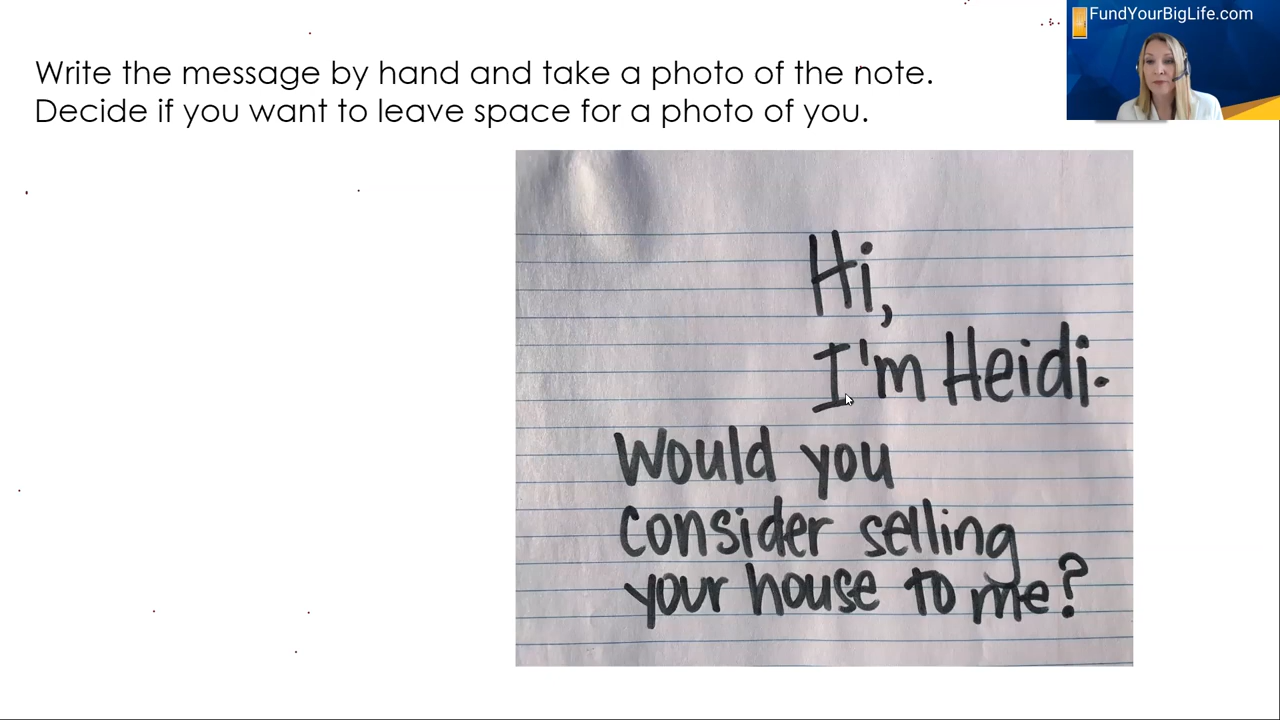 FundYourBigLife.com
Write the message by hand and take a photo of the note.
Decide if you want to leave space for a photo of you.
Hi,
I'm Heidi.
Would you
consider selling
your house to me?